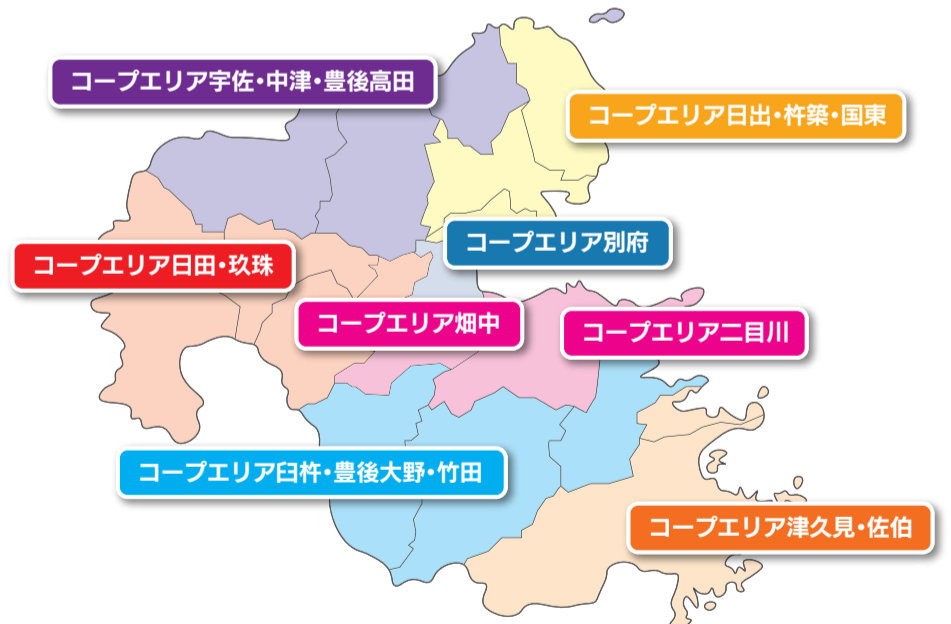 コープエリア宇佐・中津・豊後高田
コープエリア日出・杵築・国東
コープエリア別府
コープエリア日田・玖珠
コープエリア畑中
コープエリア二目川
コープエリア臼杵・豊後大野・竹田
コープエリア津久見・佐伯